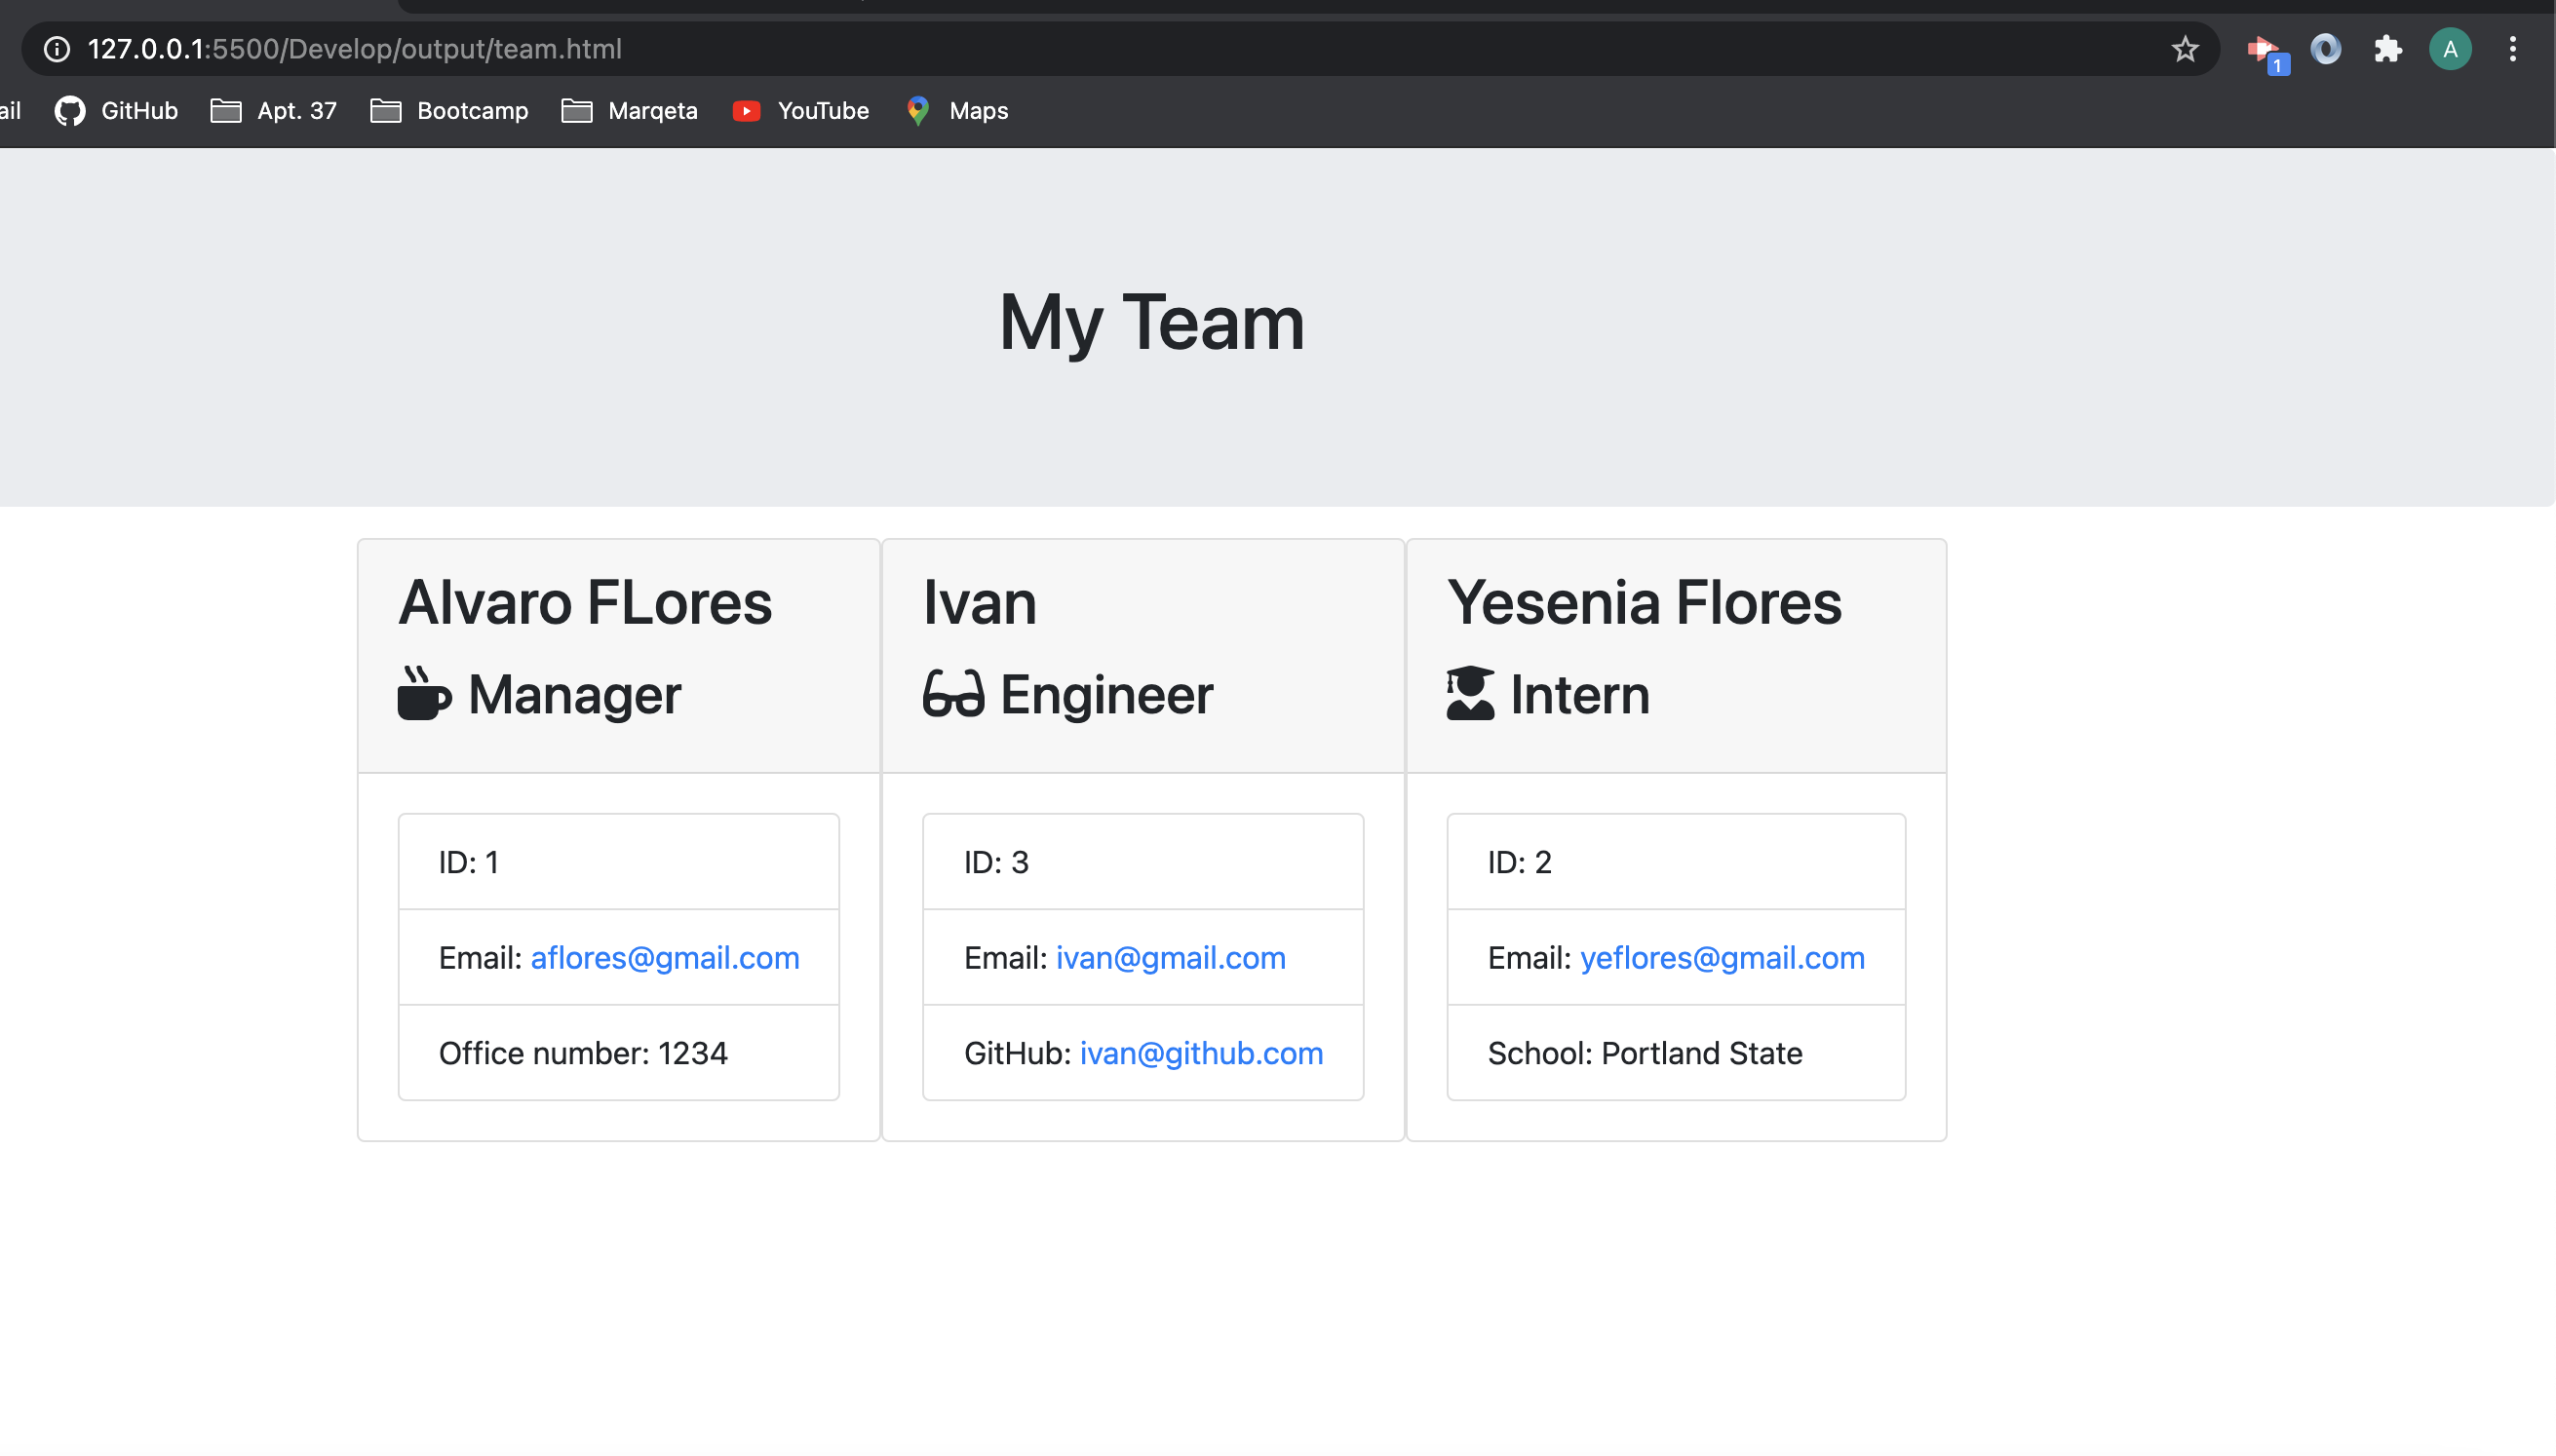 127.0.0.1:5500/Develop/output/team.html
1
A
ail GitHub Apt. 37 Bootcamp Marqeta YouTube Maps
My Team
Alvaro FLores
Manager
ID: 1
Email: aflores@gmail.com
Office number: 1234
Ivan
Engineer
ID: 3
Email: ivan@gmail.com
GitHub: ivan@github.com
Yesenia Flores
Intern
ID: 2
Email: yeflores@gmail.com
School: Portland State